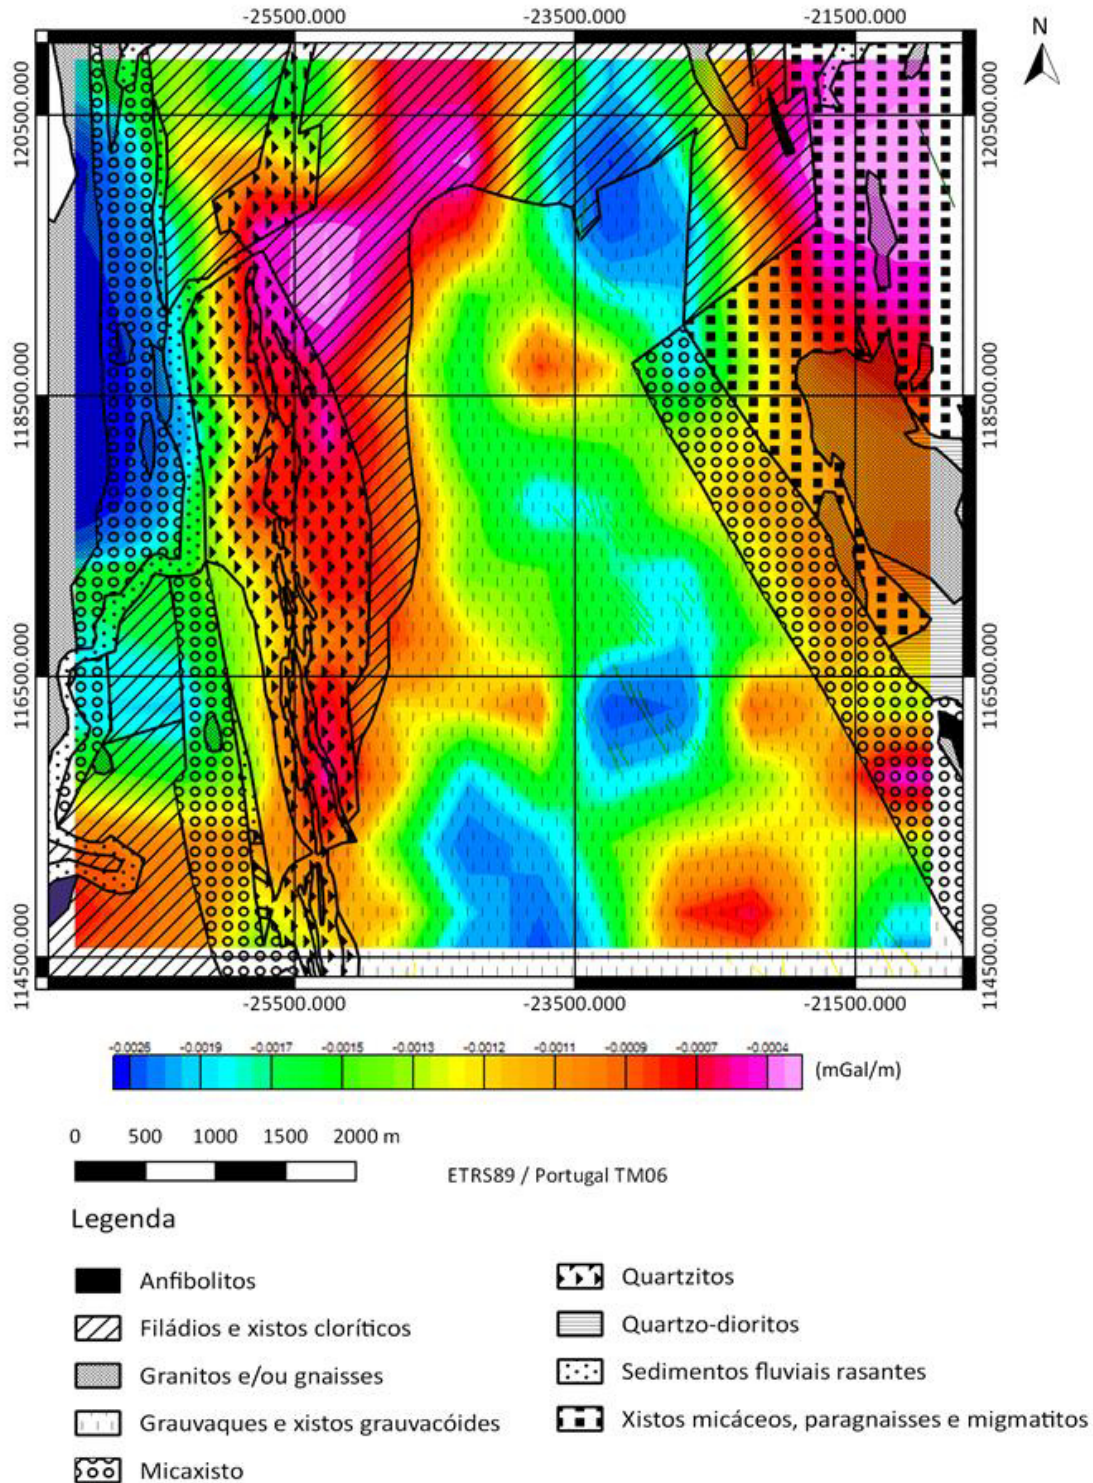 -25500.000 -23500.000 -21500.000
N
120500.000 120500.000
118500.000 118500.000
116500.000 116500.000
114500.000 114500.000
-25500.000 -23500.000 -21500.000
-0.0026 -0.0019 -0.0017 -0.0015 -0.0013 -0.0012 -0.0011 -0.0009 -0.0007 -0.0004
(mGal/m)
0 500 1000 1500 2000 m
ETRS89 / Portugal TM06
Legenda
Anfibolitos
Filádios e xistos cloríticos
Granitos e/ou gnaisses
Grauvaques e xistos grauvacóides
Micaxisto
Quartzitos
Quartzo-dioritos
Sedimentos fluviais rasantes
Xistos micáceos, paragnaisses e migmatitos